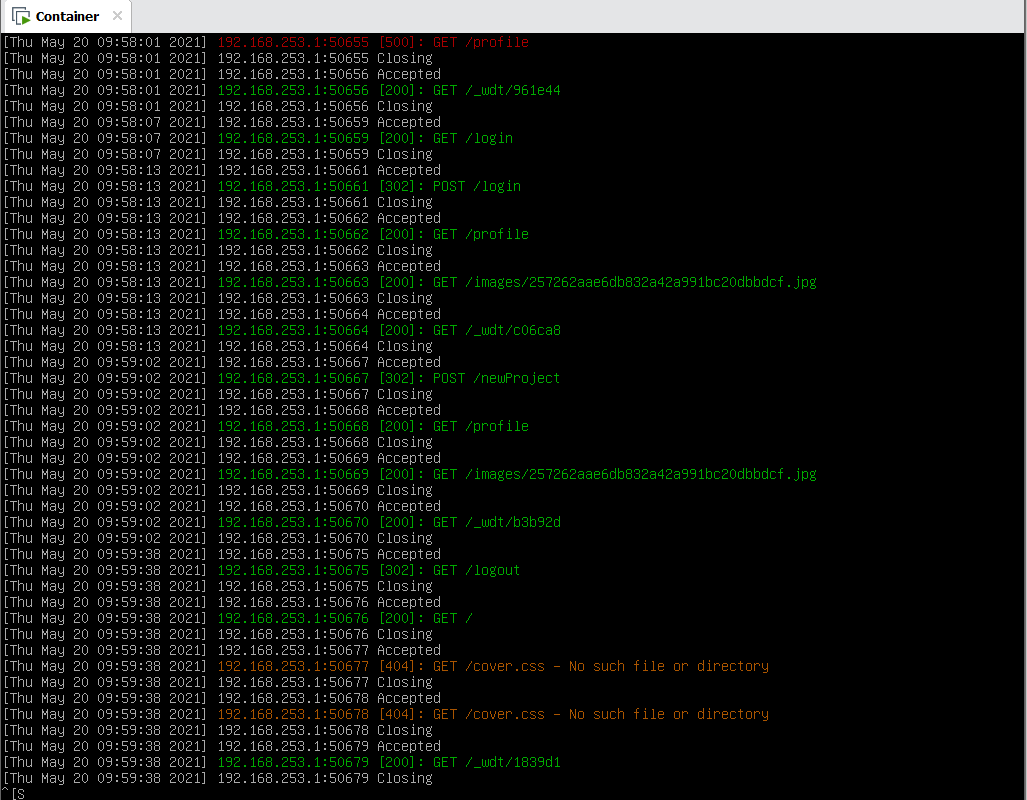 Container
[Thu May 20 09:58:01 2021] 192.168.253.1:50655 [500]: GET /profile
[Thu May 20 09:58:01 2021] 192.168.253.1:50655 Closing
[Thu May 20 09:58:01 2021] 192.168.253.1:50656 Accepted
[Thu May 20 09:58:01 2021] 192.168.253.1:50656 [200]: GET /_wdt/961e44
[Thu May 20 09:58:01 2021] 192.168.253.1:50656 Closing
[Thu May 20 09:58:07 2021] 192.168.253.1:50659 Accepted
[Thu May 20 09:58:07 2021] 192.168.253.1:50659 [200]: GET /login
[Thu May 20 09:58:07 2021] 192.168.253.1:50659 Closing
[Thu May 20 09:58:13 2021] 192.168.253.1:50661 Accepted
[Thu May 20 09:58:13 2021] 192.168.253.1:50661 [302]: POST /login
[Thu May 20 09:58:13 2021] 192.168.253.1:50661 Closing
[Thu May 20 09:58:13 2021] 192.168.253.1:50662 Accepted
[Thu May 20 09:58:13 2021] 192.168.253.1:50662 [200]: GET /profile
[Thu May 20 09:58:13 2021] 192.168.253.1:50662 Closing
[Thu May 20 09:58:13 2021] 192.168.253.1:50663 Accepted
[Thu May 20 09:58:13 2021] 192.168.253.1:50663 [200]: GET /images/257262aae6db832a42a991bc20dbbdcf.jpg
[Thu May 20 09:58:13 2021] 192.168.253.1:50663 Closing
[Thu May 20 09:58:13 2021] 192.168.253.1:50664 Accepted
[Thu May 20 09:58:13 2021] 192.168.253.1:50664 [200]: GET /_wdt/c06ca8
[Thu May 20 09:58:13 2021] 192.168.253.1:50664 Closing
[Thu May 20 09:59:02 2021] 192.168.253.1:50667 Accepted
[Thu May 20 09:59:02 2021] 192.168.253.1:50667 [302]: POST /newProject
[Thu May 20 09:59:02 2021] 192.168.253.1:50667 Closing
[Thu May 20 09:59:02 2021] 192.168.253.1:50668 Accepted
[Thu May 20 09:59:02 2021] 192.168.253.1:50668 [200]: GET /profile
[Thu May 20 09:59:02 2021] 192.168.253.1:50668 Closing
[Thu May 20 09:59:02 2021] 192.168.253.1:50669 Accepted
[Thu May 20 09:59:02 2021] 192.168.253.1:50669 [200]: GET /images/257262aae6db832a42a991bc20dbbdcf.jpg
[Thu May 20 09:59:02 2021] 192.168.253.1:50669 Closing
[Thu May 20 09:59:02 2021] 192.168.253.1:50670 Accepted
[Thu May 20 09:59:02 2021] 192.168.253.1:50670 [200]: GET /_wdt/b3b92d
[Thu May 20 09:59:02 2021] 192.168.253.1:50670 Closing
[Thu May 20 09:59:38 2021] 192.168.253.1:50675 Accepted
[Thu May 20 09:59:38 2021] 192.168.253.1:50675 [302]: GET /logout
[Thu May 20 09:59:38 2021] 192.168.253.1:50675 Closing
[Thu May 20 09:59:38 2021] 192.168.253.1:50676 Accepted
[Thu May 20 09:59:38 2021] 192.168.253.1:50676 [200]: GET /
[Thu May 20 09:59:38 2021] 192.168.253.1:50676 Closing
[Thu May 20 09:59:38 2021] 192.168.253.1:50677 Accepted
[Thu May 20 09:59:38 2021] 192.168.253.1:50677 [404]: GET /cover.css - No such file or directory
[Thu May 20 09:59:38 2021] 192.168.253.1:50677 Closing
[Thu May 20 09:59:38 2021] 192.168.253.1:50678 Accepted
[Thu May 20 09:59:38 2021] 192.168.253.1:50678 [404]: GET /cover.css - No such file or directory
[Thu May 20 09:59:38 2021] 192.168.253.1:50678 Closing
[Thu May 20 09:59:38 2021] 192.168.253.1:50679 Accepted
[Thu May 20 09:59:38 2021] 192.168.253.1:50679 [200]: GET /_wdt/1839d1
[Thu May 20 09:59:38 2021] 192.168.253.1:50679 Closing
^[S